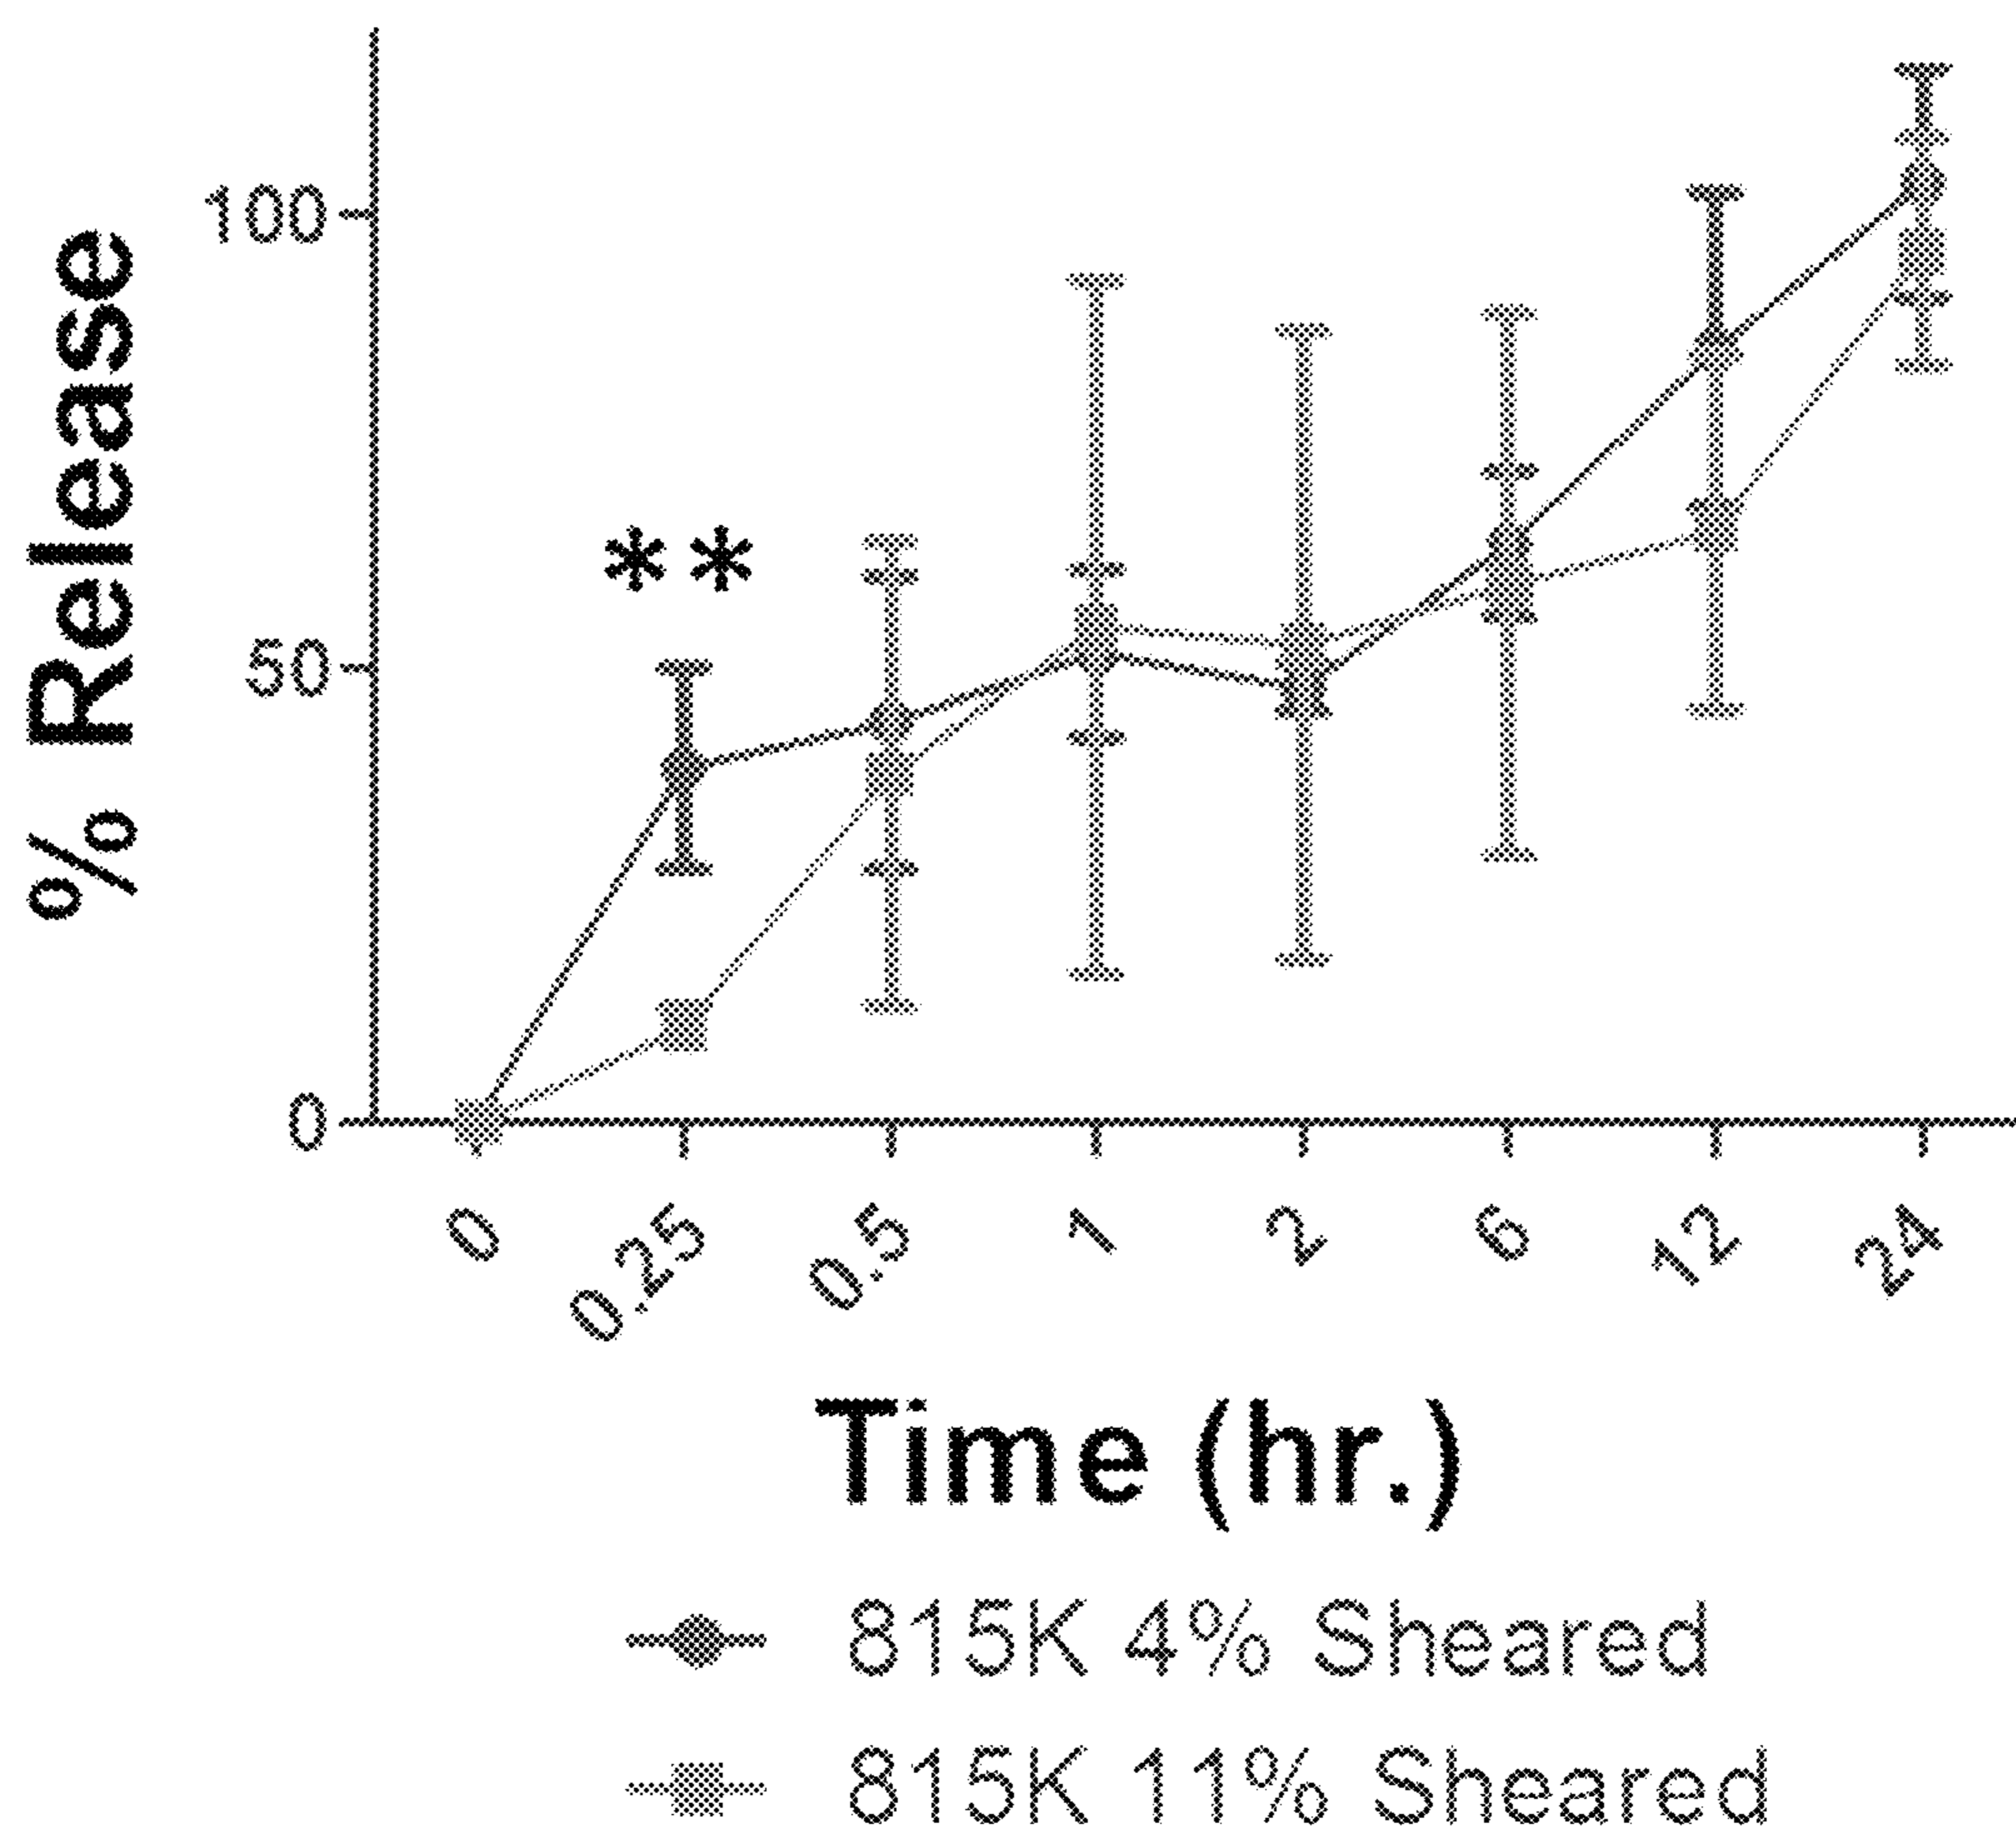 % Release
100
50
0
**
0 0.25 0.5 1 2 6 12 24
Time (hr.)
815K 4% Sheared
815K 11% Sheared